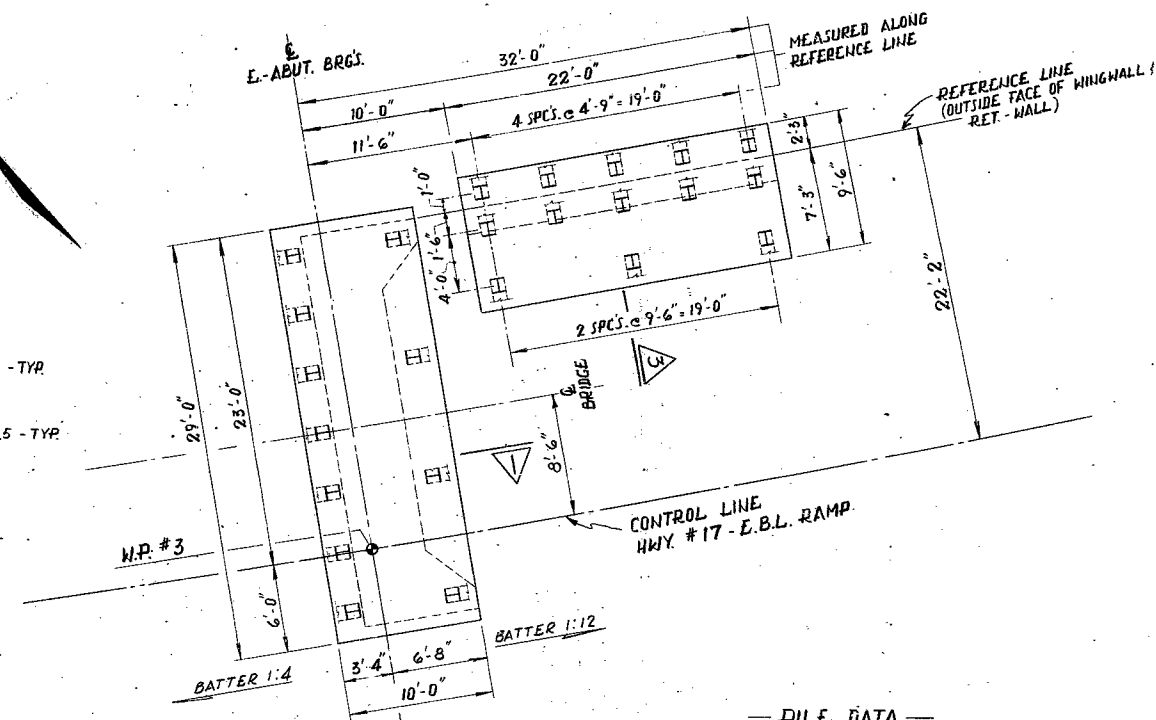 ℄
E.-ABUT. BRG'S.
32'-0"
MEASURED ALONG
REFERENCE LINE
22'-0"
10'-0"
4 SPC'S. @ 4'-9" = 19'-0"
11'-6"
REFERENCE LINE
(OUTSIDE FACE OF WINGWALL &
RET.-WALL)
2'-3"
9'-6"
7'-3"
1'-0"
1'-6"
4'-0"
22'-2"
2 SPC'S. @ 9'-6" = 19'-0"
3
- TYP.
29'-0"
23'-0"
5 - TYP.
℄
BRIDGE
8'-6"
1
CONTROL LINE
HWY. #17 - E.B.L. RAMP
W.P. #3
6'-0"
BATTER 1:12
3'-4"
6'-8"
BATTER 1:4
10'-0"
— PILE DATA —